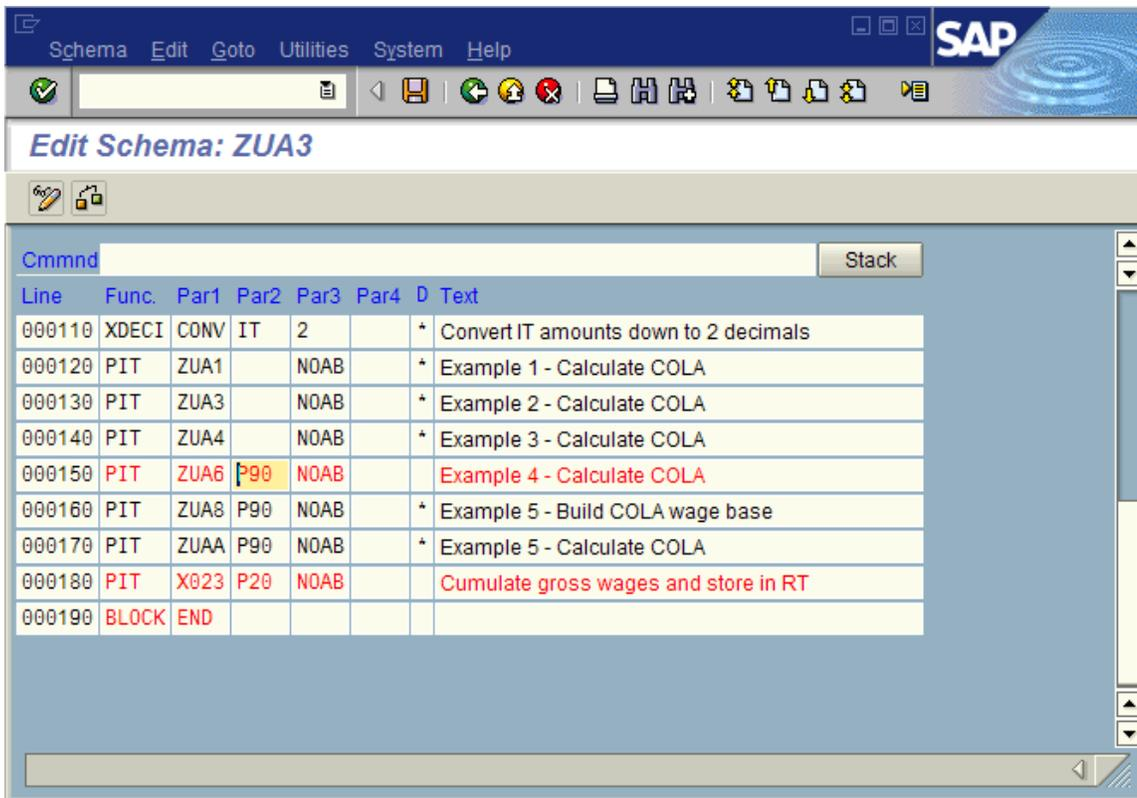 Schema Edit Goto Utilities System Help
SAP
Edit Schema: ZUA3
Cmmnd Stack
Line Func. Par1 Par2 Par3 Par4 D Text
000110 XDECI CONV IT 2 * Convert IT amounts down to 2 decimals
000120 PIT ZUA1 NOAB * Example 1 - Calculate COLA
000130 PIT ZUA3 NOAB * Example 2 - Calculate COLA
000140 PIT ZUA4 NOAB * Example 3 - Calculate COLA
000150 PIT ZUA6 P90 NOAB Example 4 - Calculate COLA
000160 PIT ZUA8 P90 NOAB * Example 5 - Build COLA wage base
000170 PIT ZUAA P90 NOAB * Example 5 - Calculate COLA
000180 PIT X023 P20 NOAB Cumulate gross wages and store in RT
000190 BLOCK END